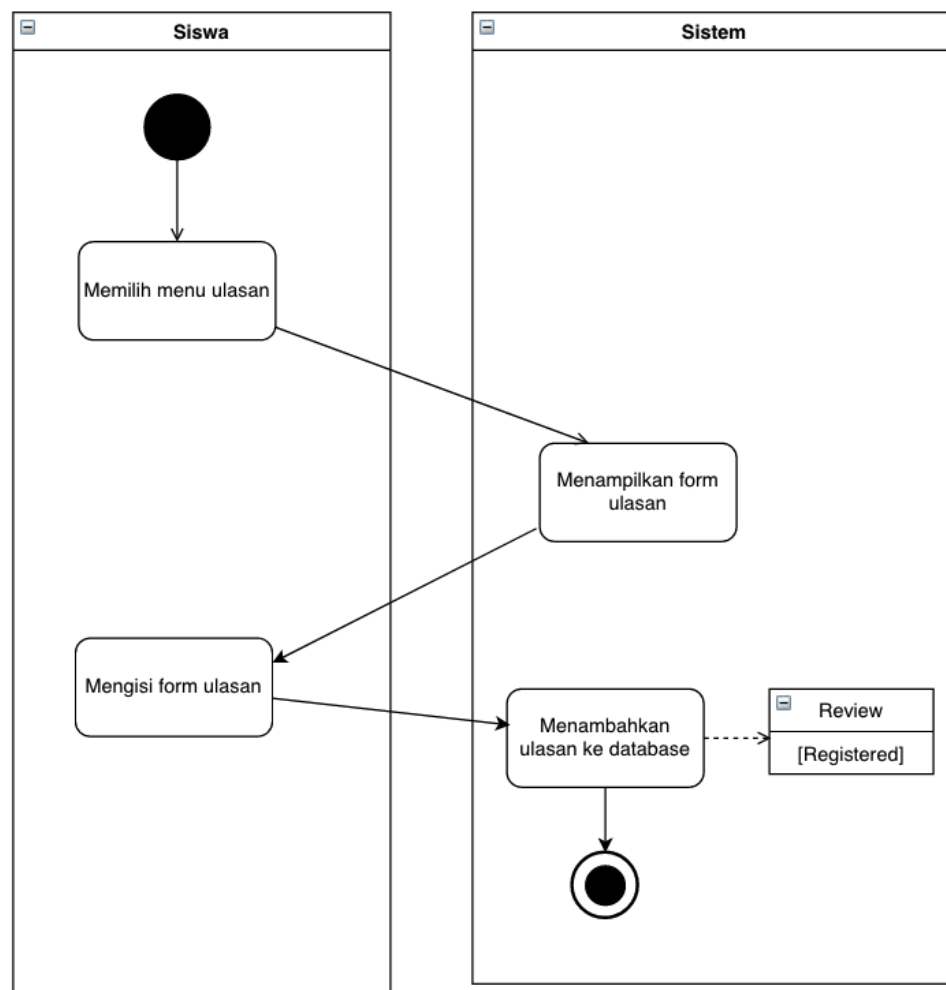 Siswa
Sistem
Memilih menu ulasan
Menampilkan form
ulasan
Mengisi form ulasan
Menambahkan
ulasan ke database
Review
[Registered]